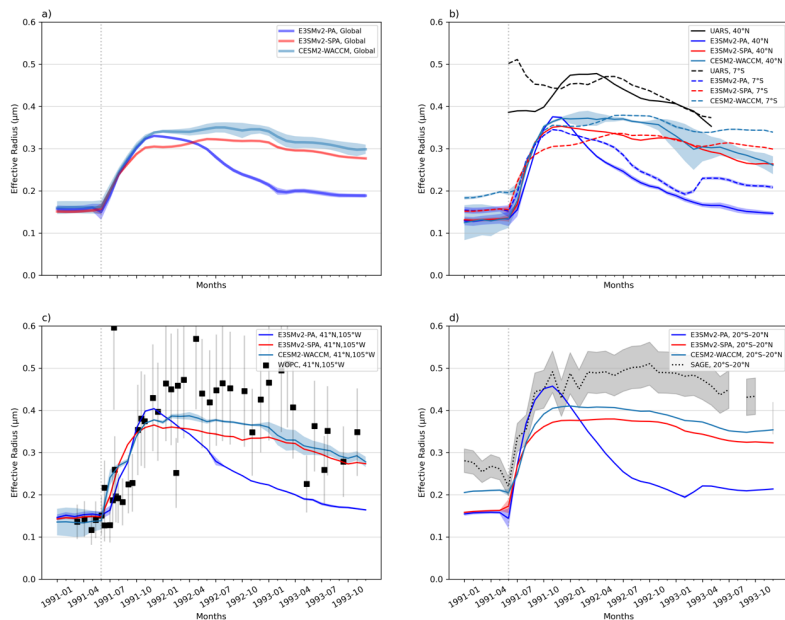 a)
E3SMv2-PA, Global
E3SMv2-SPA, Global
CESM2-WACCM, Global
Effective Radius (μm)
0.6
0.5
0.4
0.3
0.2
0.1
0.0
Months
b)
UARS, 40°N
E3SMv2-PA, 40°N
E3SMv2-SPA, 40°N
CESM2-WACCM, 40°N
UARS, 7°S
E3SMv2-PA, 7°S
E3SMv2-SPA, 7°S
CESM2-WACCM, 7°S
Effective Radius (μm)
0.6
0.5
0.4
0.3
0.2
0.1
0.0
Months
c)
E3SMv2-PA, 41°N,105°W
E3SMv2-SPA, 41°N,105°W
CESM2-WACCM, 41°N,105°W
WOPC, 41°N,105°W
Effective Radius (μm)
0.6
0.5
0.4
0.3
0.2
0.1
0.0
1991-01
1991-04
1991-07
1991-10
1992-01
1992-04
1992-07
1992-10
1993-01
1993-04
1993-07
1993-10
Months
d)
E3SMv2-PA, 20°S-20°N
E3SMv2-SPA, 20°S-20°N
CESM2-WACCM, 20°S-20°N
SAGE, 20°S-20°N
Effective Radius (μm)
0.6
0.5
0.4
0.3
0.2
0.1
0.0
1991-01
1991-04
1991-07
1991-10
1992-01
1992-04
1992-07
1992-10
1993-01
1993-04
1993-07
1993-10
Months